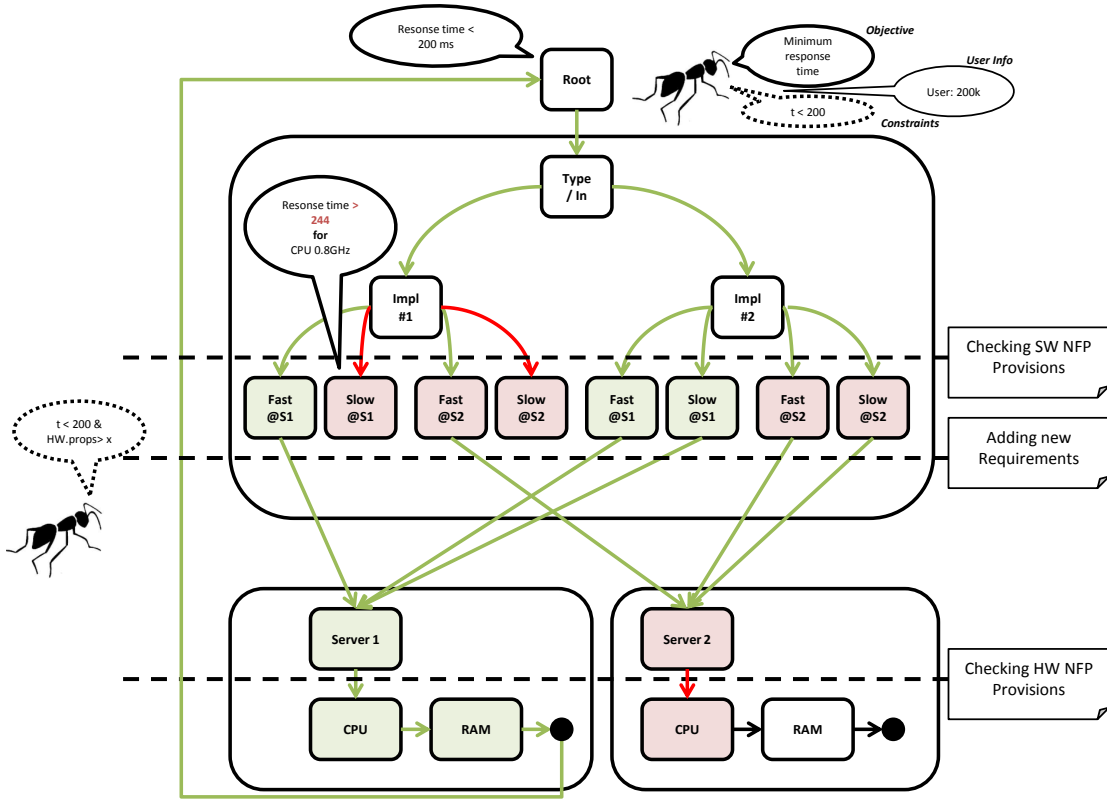 Resonse time <
200 ms
Root
Objective
Minimum
response
time
User Info
User: 200k
t < 200
Constraints
Type
/ In
Resonse time >
244
for
CPU 0.8GHz
Impl
#1
Impl
#2
Checking SW NFP
Provisions
Fast
@S1
Slow
@S1
Fast
@S2
Slow
@S2
Fast
@S1
Slow
@S1
Fast
@S2
Slow
@S2
t < 200 &
HW.props> x
Adding new
Requirements
Server 1
Server 2
Checking HW NFP
Provisions
CPU
RAM
CPU
RAM